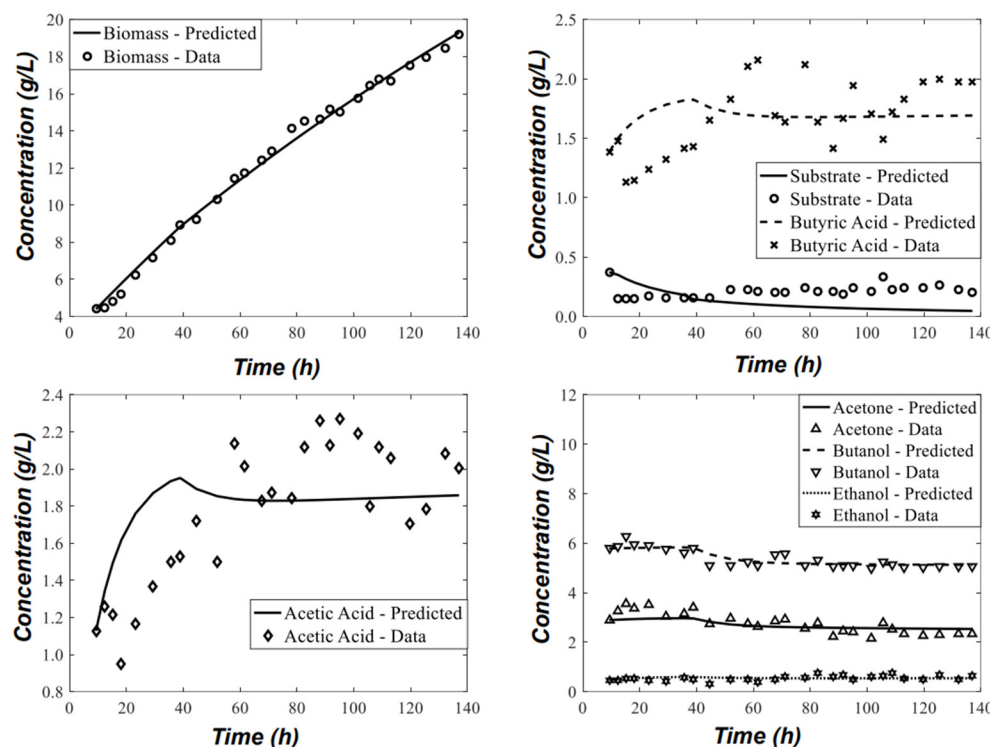 Concentration (g/L)
20
18
16
14
12
10
8
6
4
Biomass - Predicted
Biomass - Data
0 20 40 60 80 100 120 140
Time (h)
Concentration (g/L)
2.5
2.0
1.5
1.0
0.5
0.0
Substrate - Predicted
Substrate - Data
Butyric Acid - Predicted
Butyric Acid - Data
0 20 40 60 80 100 120 140
Time (h)
Concentration (g/L)
2.4
2.2
2.0
1.8
1.6
1.4
1.2
1.0
0.8
Acetic Acid - Predicted
Acetic Acid - Data
0 20 40 60 80 100 120 140
Time (h)
Concentration (g/L)
12
10
8
6
4
2
0
Acetone - Predicted
Acetone - Data
Butanol - Predicted
Butanol - Data
Ethanol - Predicted
Ethanol - Data
0 20 40 60 80 100 120 140
Time (h)